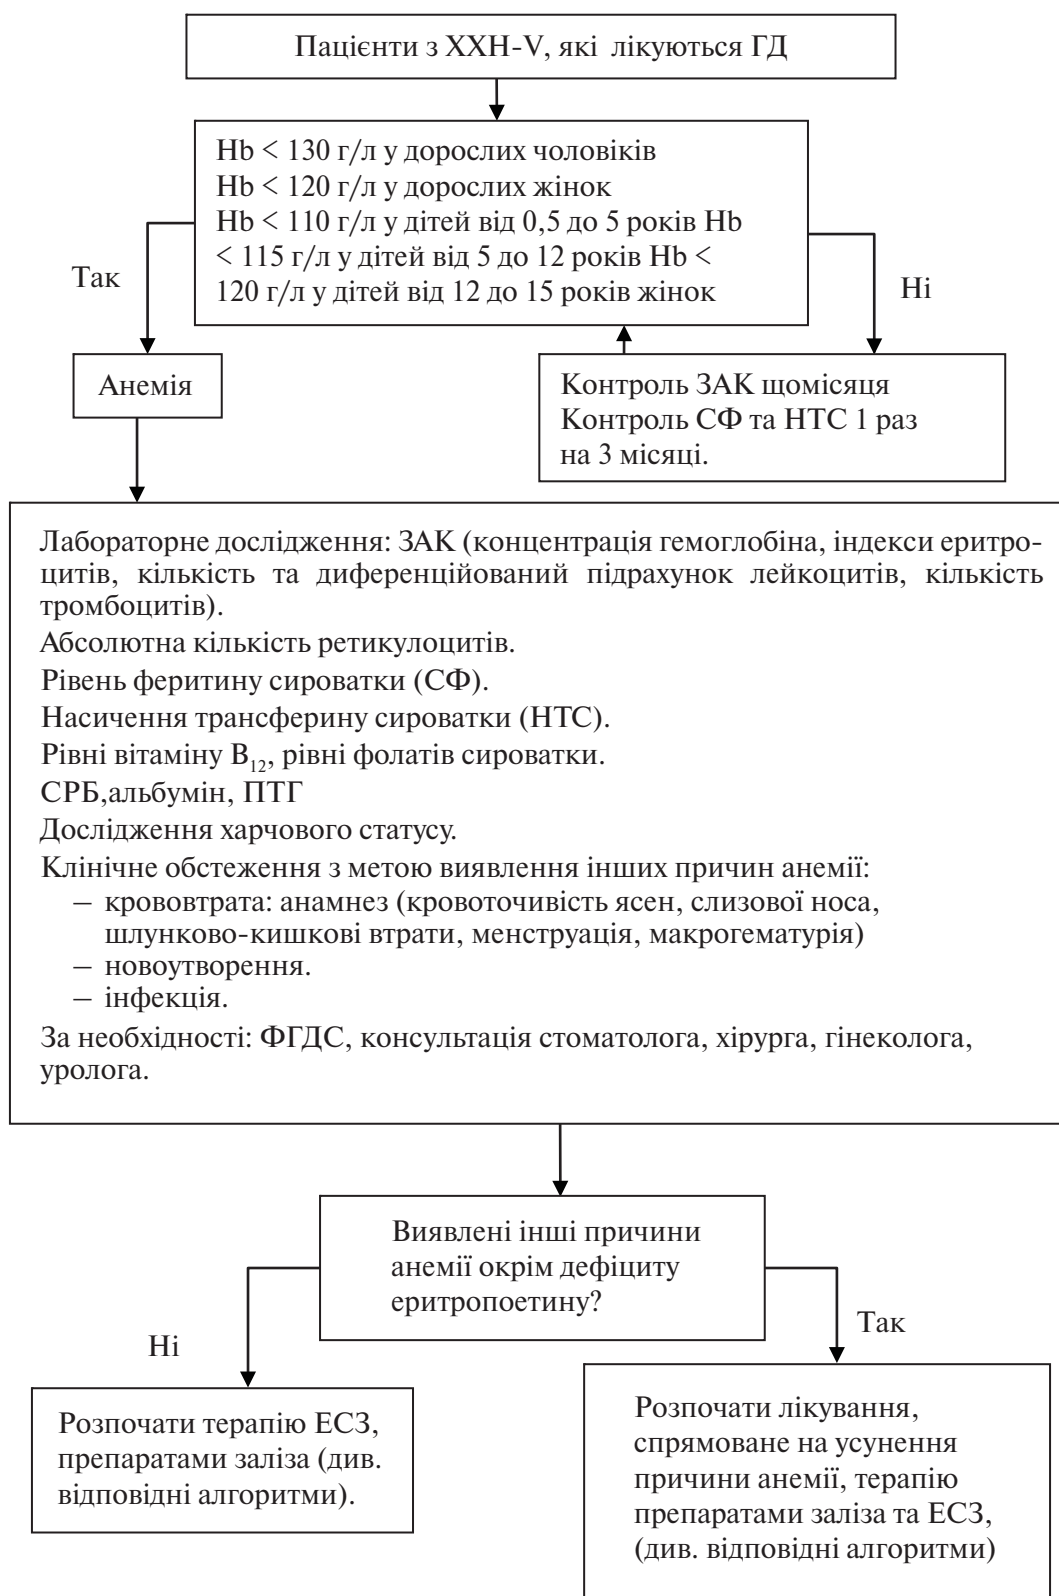 Пацієнти з ХХН-V, які лікуються ГД
Hb < 130 г/л у дорослих чоловіків
Hb < 120 г/л у дорослих жінок
Hb < 110 г/л у дітей від 0,5 до 5 років Hb
< 115 г/л у дітей від 5 до 12 років Hb <
120 г/л у дітей від 12 до 15 років жінок
Так
Ні
Анемія
Контроль ЗАК щомісяця
Контроль СФ та НТС 1 раз
на 3 місяці.
Лабораторне дослідження: ЗАК (концентрація гемоглобіна, індекси еритро-
цитів, кількість та диференційований підрахунок лейкоцитів, кількість
тромбоцитів).
Абсолютна кількість ретикулоцитів.
Рівень феритину сироватки (СФ).
Насичення трансферину сироватки (НТС).
Рівні вітаміну B₁₂, рівні фолатів сироватки.
СРБ,альбумін, ПТГ
Дослідження харчового статусу.
Клінічне обстеження з метою виявлення інших причин анемії:
– крововтрата: анамнез (кровоточивість ясен, слизової носа,
шлунково-кишкові втрати, менструація, макрогематурія)
– новоутворення.
– інфекція.
За необхідності: ФГДС, консультація стоматолога, хірурга, гінеколога,
уролога.
Виявлені інші причини
анемії окрім дефіциту
еритропоетину?
Ні
Так
Розпочати терапію ЕСЗ,
препаратами заліза (див.
відповідні алгоритми).
Розпочати лікування,
спрямоване на усунення
причини анемії, терапію
препаратами заліза та ЕСЗ,
(див. відповідні алгоритми)